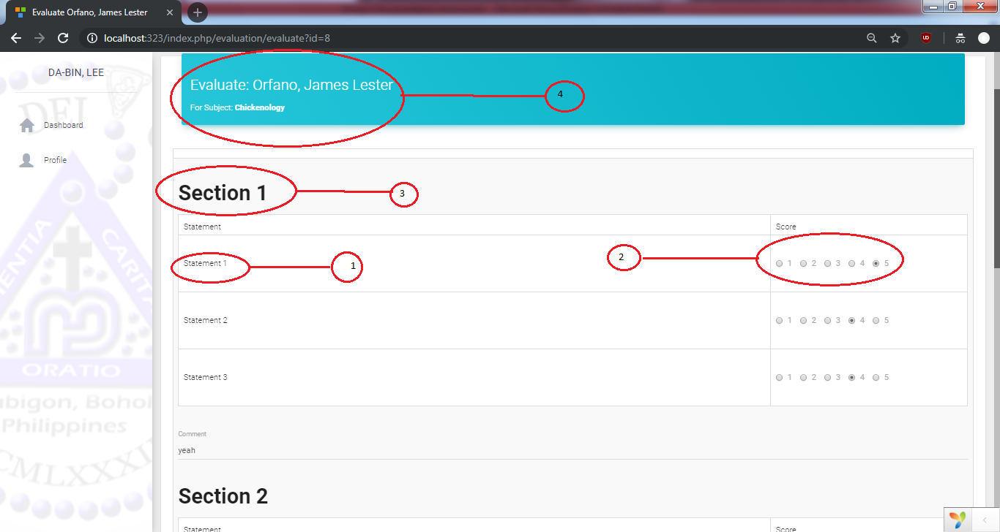 Evaluate Orfano, James Lester
localhost:323/index.php/evaluation/evaluate?id=8
UD
DA-BIN, LEE
DEI
Dashboard
Profile
CARITA
ORATIO
abigon, Bohol
Philippines
CMLXXXI
Evaluate: Orfano, James Lester
4
For Subject: Chickenology
Section 1
3
Statement Score
Statement 1
1
2
1 2 3 4 5
Statement 2 1 2 3 4 5
Statement 3 1 2 3 4 5
Comment
yeah
Section 2
Statement Score